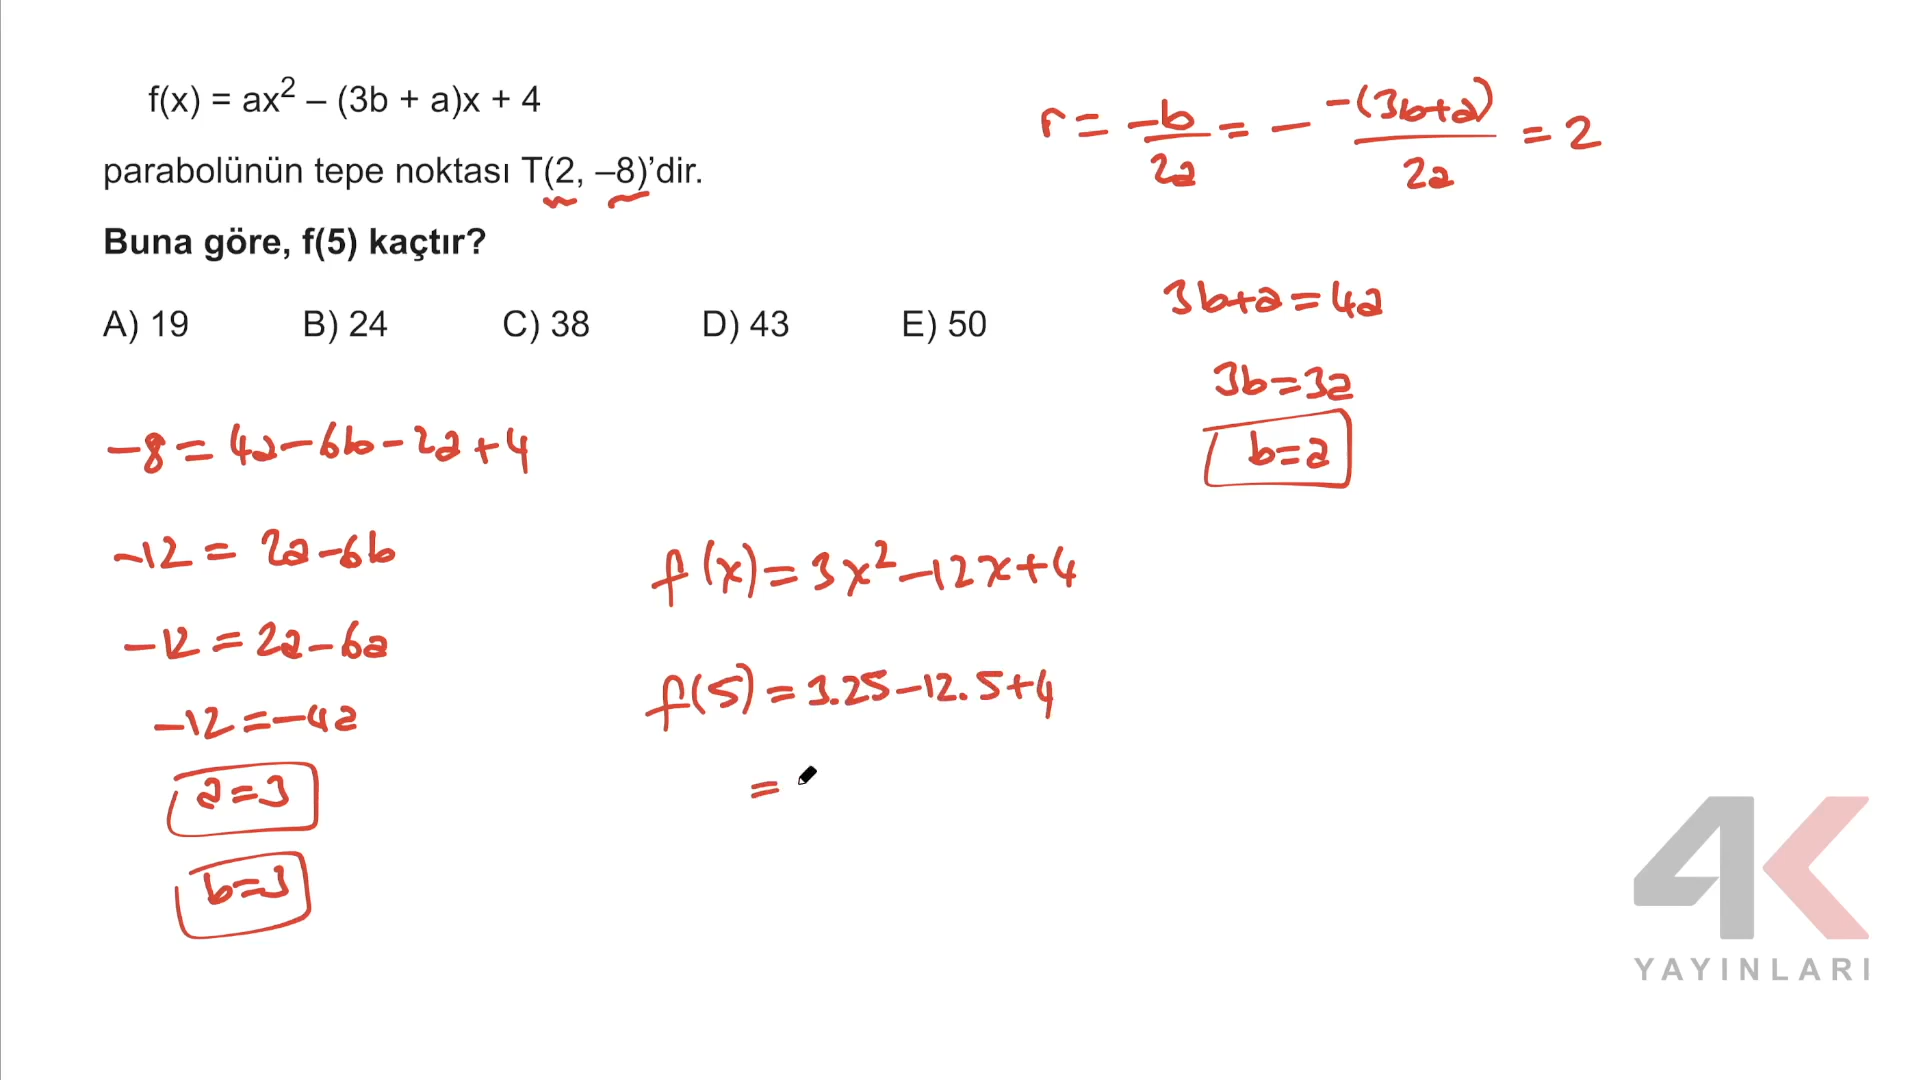 f(x) = ax² – (3b + a)x + 4
parabolünün tepe noktası T(2, –8)’dir.
Buna göre, f(5) kaçtır?
A) 19 B) 24 C) 38 D) 43 E) 50
r = -b/2a = - -(3b+a)/2a = 2
3b+a=4a
3b=3a
b=a
-8=4a-6b-2a+4
-12=2a-6b
-12=2a-6a
-12=-4a
a=3
b=3
f(x)=3x²-12x+4
f(5)=3.25-12.5+4
=
4K
YAYINLARI